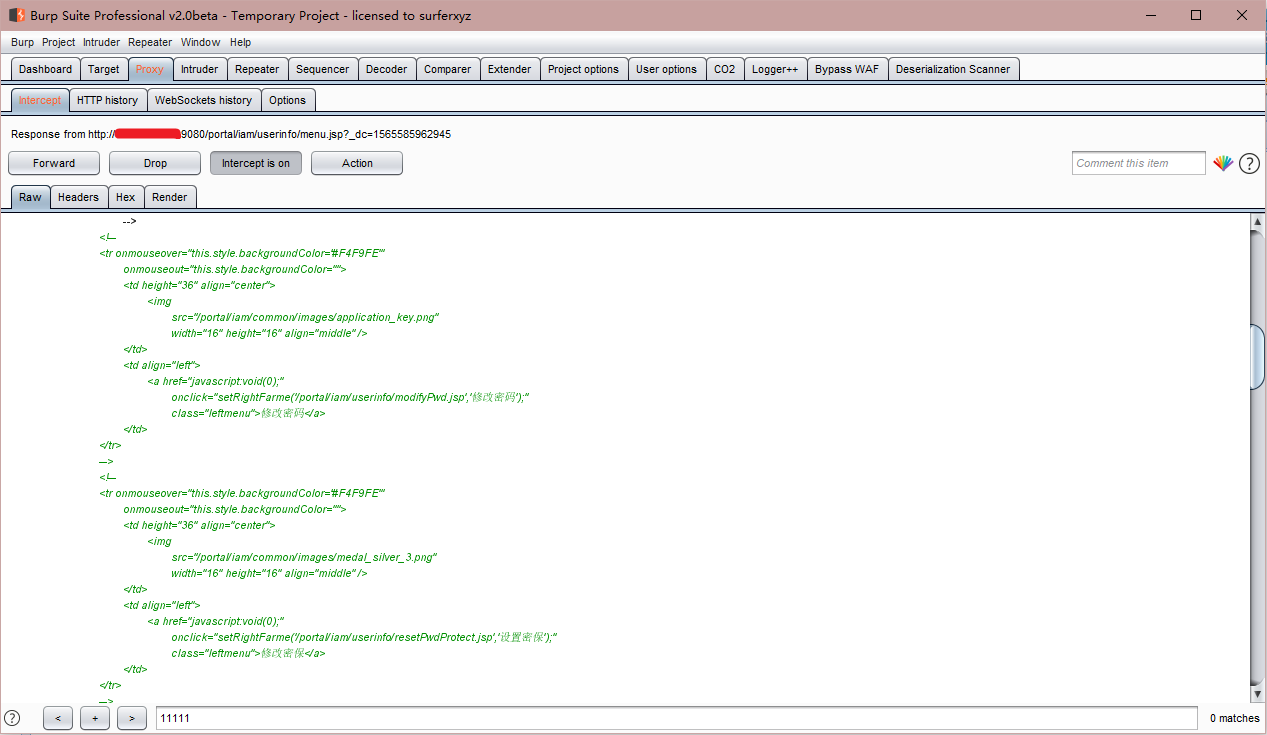 Burp Suite Professional v2.0beta - Temporary Project - licensed to surferxyz
Burp Project Intruder Repeater Window Help
Dashboard Target Proxy Intruder Repeater Sequencer Decoder Comparer Extender Project options User options CO2 Logger++ Bypass WAF Deserialization Scanner
Intercept HTTP history WebSockets history Options
Response from http:// 9080/portal/iam/userinfo/menu.jsp?_dc=1565585962945
Forward Drop Intercept is on Action Comment this item ?
Raw Headers Hex Render
-->
<!--
<tr onmouseover="this.style.backgroundColor='#F4F9FE'"
onmouseout="this.style.backgroundColor=''">
<td height="36" align="center">
<img
src="/portal/iam/common/images/application_key.png"
width="16" height="16" align="middle" />
</td>
<td align="left">
<a href="javascript:void(0);"
onclick="setRightFarme('/portal/iam/userinfo/modifyPwd.jsp','修改密码');"
class="leftmenu">修改密码</a>
</td>
</tr>
-->
<!--
<tr onmouseover="this.style.backgroundColor='#F4F9FE'"
onmouseout="this.style.backgroundColor=''">
<td height="36" align="center">
<img
src="/portal/iam/common/images/medal_silver_3.png"
width="16" height="16" align="middle" />
</td>
<td align="left">
<a href="javascript:void(0);"
onclick="setRightFarme('/portal/iam/userinfo/resetPwdProtect.jsp','设置密保');"
class="leftmenu">修改密保</a>
</td>
</tr>
-->
? < + > 11111 0 matches